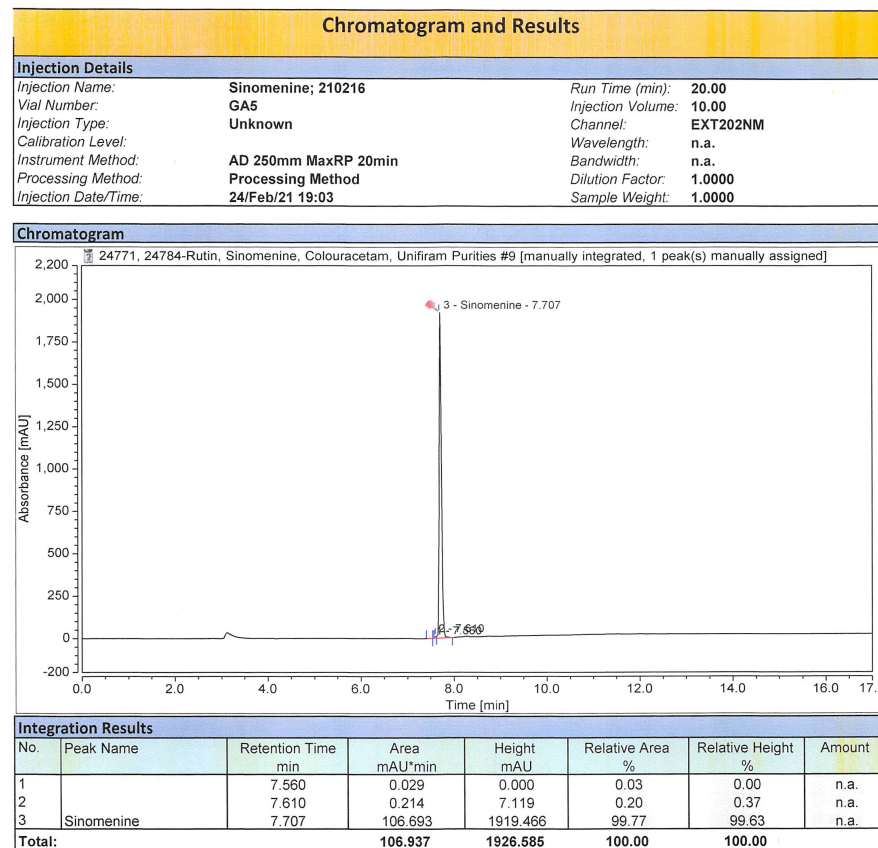 Chromatogram and Results
Injection Details
Injection Name: Sinomenine; 210216 Run Time (min): 20.00
Vial Number: GA5 Injection Volume: 10.00
Injection Type: Unknown Channel: EXT202NM
Calibration Level: Wavelength: n.a.
Instrument Method: AD 250mm MaxRP 20min Bandwidth: n.a.
Processing Method: Processing Method Dilution Factor: 1.0000
Injection Date/Time: 24/Feb/21 19:03 Sample Weight: 1.0000
Chromatogram
24771, 24784-Rutin, Sinomenine, Colouracetam, Unifiram Purities #9 [manually integrated, 1 peak(s) manually assigned]
2,200
2,000
1,750
1,500
1,250
1,000
750
500
250
0
-200
Absorbance [mAU]
3 - Sinomenine - 7.707
2 - 7.610
0.0 2.0 4.0 6.0 8.0 10.0 12.0 14.0 16.0 17.
Time [min]
Integration Results
No. Peak Name Retention Time Area Height Relative Area Relative Height Amount
min mAU*min mAU % %
1 7.560 0.029 0.000 0.03 0.00 n.a.
2 7.610 0.214 7.119 0.20 0.37 n.a.
3 Sinomenine 7.707 106.693 1919.466 99.77 99.63 n.a.
Total: 106.937 1926.585 100.00 100.00